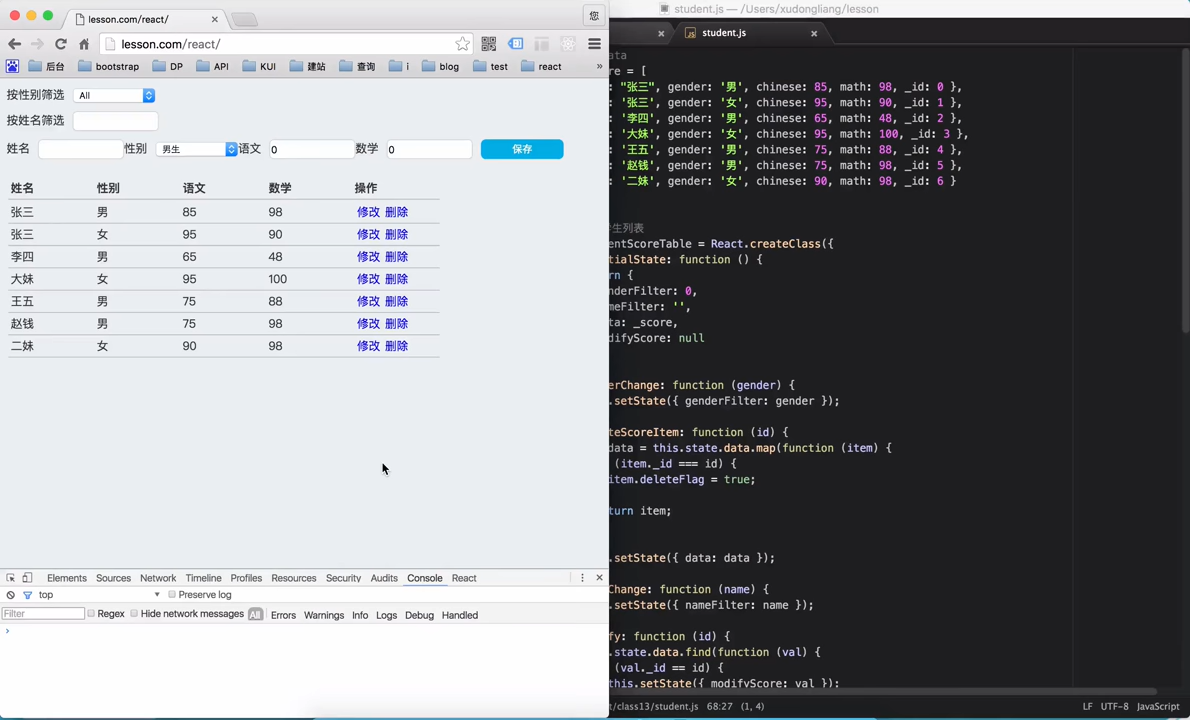 lesson.com/react/
您
lesson.com/react/
后台 bootstrap DP API KUI 建站 查询 i blog test react »
按性别筛选 All
按姓名筛选
姓名 性别 男生 语文 0 数学 0 保存
姓名 性别 语文 数学 操作
张三 男 85 98 修改 删除
张三 女 95 90 修改 删除
李四 男 65 48 修改 删除
大妹 女 95 100 修改 删除
王五 男 75 88 修改 删除
赵钱 男 75 98 修改 删除
二妹 女 90 98 修改 删除
Elements Sources Network Timeline Profiles Resources Security Audits Console React
top Preserve log
Filter Regex Hide network messages All Errors Warnings Info Logs Debug Handled
student.js — /Users/xudongliang/lesson
student.js
ata
re = [
: "张三", gender: '男', chinese: 85, math: 98, _id: 0 },
: '张三', gender: '女', chinese: 95, math: 90, _id: 1 },
: '李四', gender: '男', chinese: 65, math: 48, _id: 2 },
: '大妹', gender: '女', chinese: 95, math: 100, _id: 3 },
: '王五', gender: '男', chinese: 75, math: 88, _id: 4 },
: '赵钱', gender: '男', chinese: 75, math: 98, _id: 5 },
: '二妹', gender: '女', chinese: 90, math: 98, _id: 6 }
生列表
entScoreTable = React.createClass({
tialState: function () {
rn {
nderFilter: 0,
meFilter: '',
ta: _score,
difyScore: null
erChange: function (gender) {
.setState({ genderFilter: gender });
teScoreItem: function (id) {
data = this.state.data.map(function (item) {
(item._id === id) {
item.deleteFlag = true;
turn item;
.setState({ data: data });
Change: function (name) {
.setState({ nameFilter: name });
fy: function (id) {
.state.data.find(function (val) {
(val._id == id) {
this.setState({ modifyScore: val });
t/class13/student.js 68:27 (1, 4) LF UTF-8 JavaScript